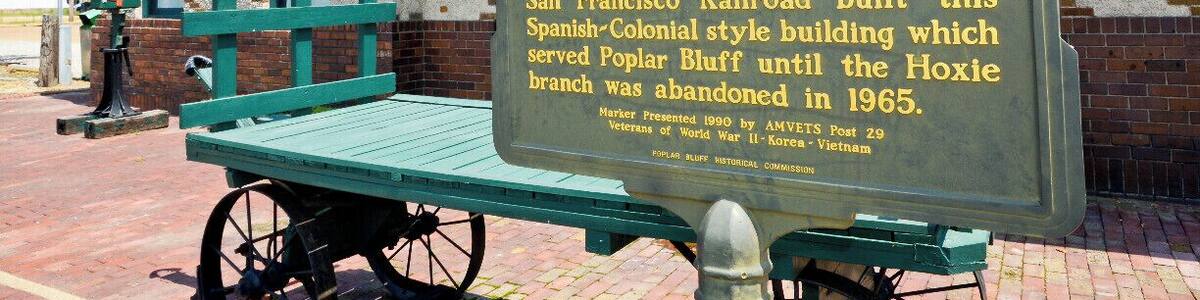 San Francisco Railroad built this
Spanish-Colonial style building which
served Poplar Bluff until the Hoxie
branch was abandoned in 1965.
Marker Presented 1990 by AMVETS Post 29
Veterans of World War II-Korea-Vietnam
POPLAR BLUFF HISTORICAL COMMISSION